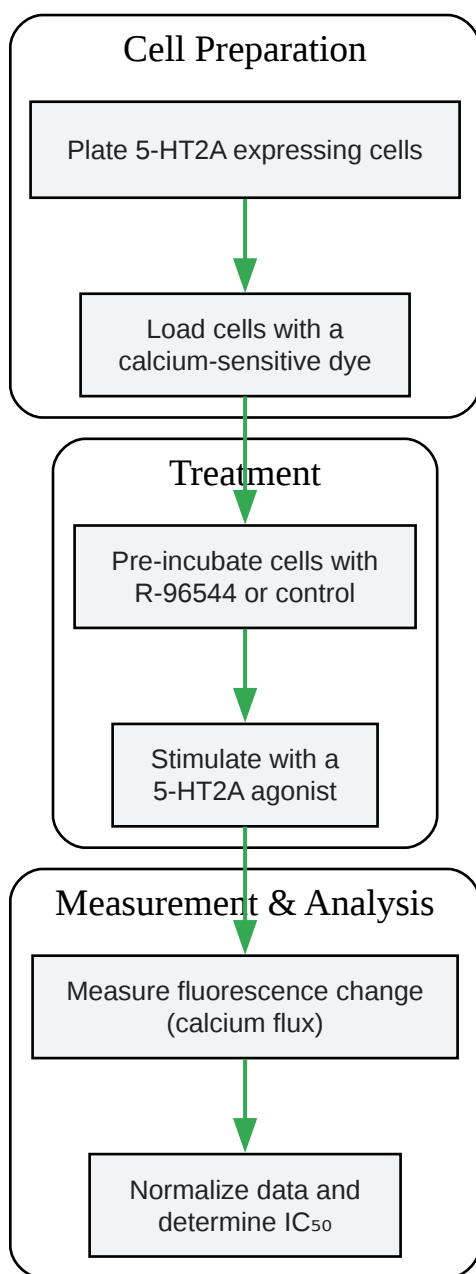 Cell Preparation
Plate 5-HT2A expressing cells
Load cells with a
calcium-sensitive dye
Treatment
Pre-incubate cells with
R-96544 or control
Stimulate with a
5-HT2A agonist
Measurement & Analysis
Measure fluorescence change
(calcium flux)
Normalize data and
determine IC₅₀